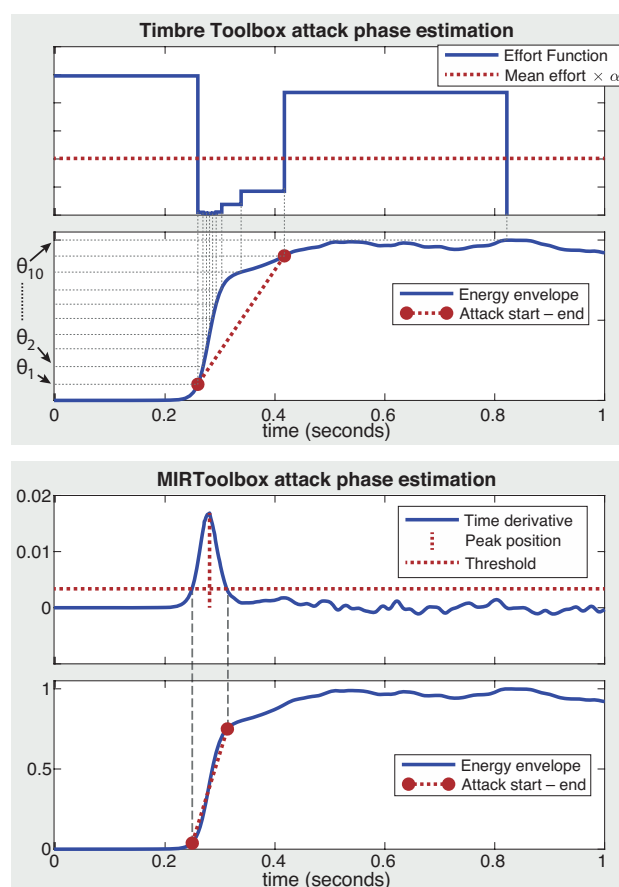 Timbre Toolbox attack phase estimation
Effort Function
Mean effort × α
θ10
θ2
θ1
Energy envelope
Attack start – end
0 0.2 0.4 0.6 0.8 1
time (seconds)
MIRToolbox attack phase estimation
0.02
0.01
0
Time derivative
Peak position
Threshold
1
0.5
0
Energy envelope
Attack start – end
0 0.2 0.4 0.6 0.8 1
time (seconds)